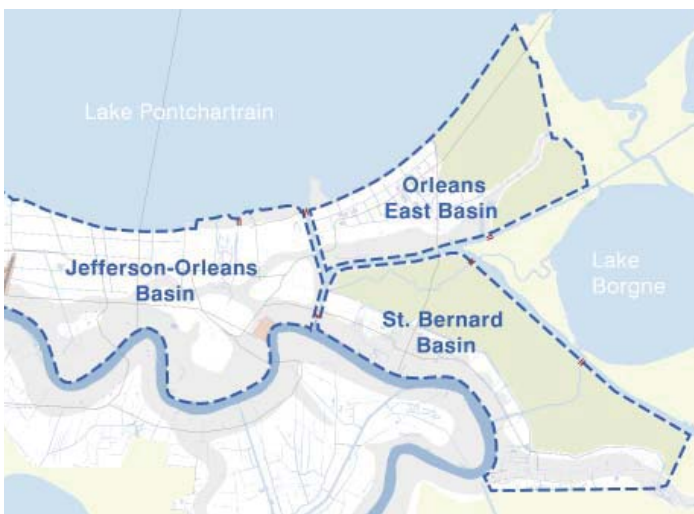 Lake Pontchartrain
Orleans
East Basin
Jefferson-Orleans
Basin
Lake
Borgne
St. Bernard
Basin